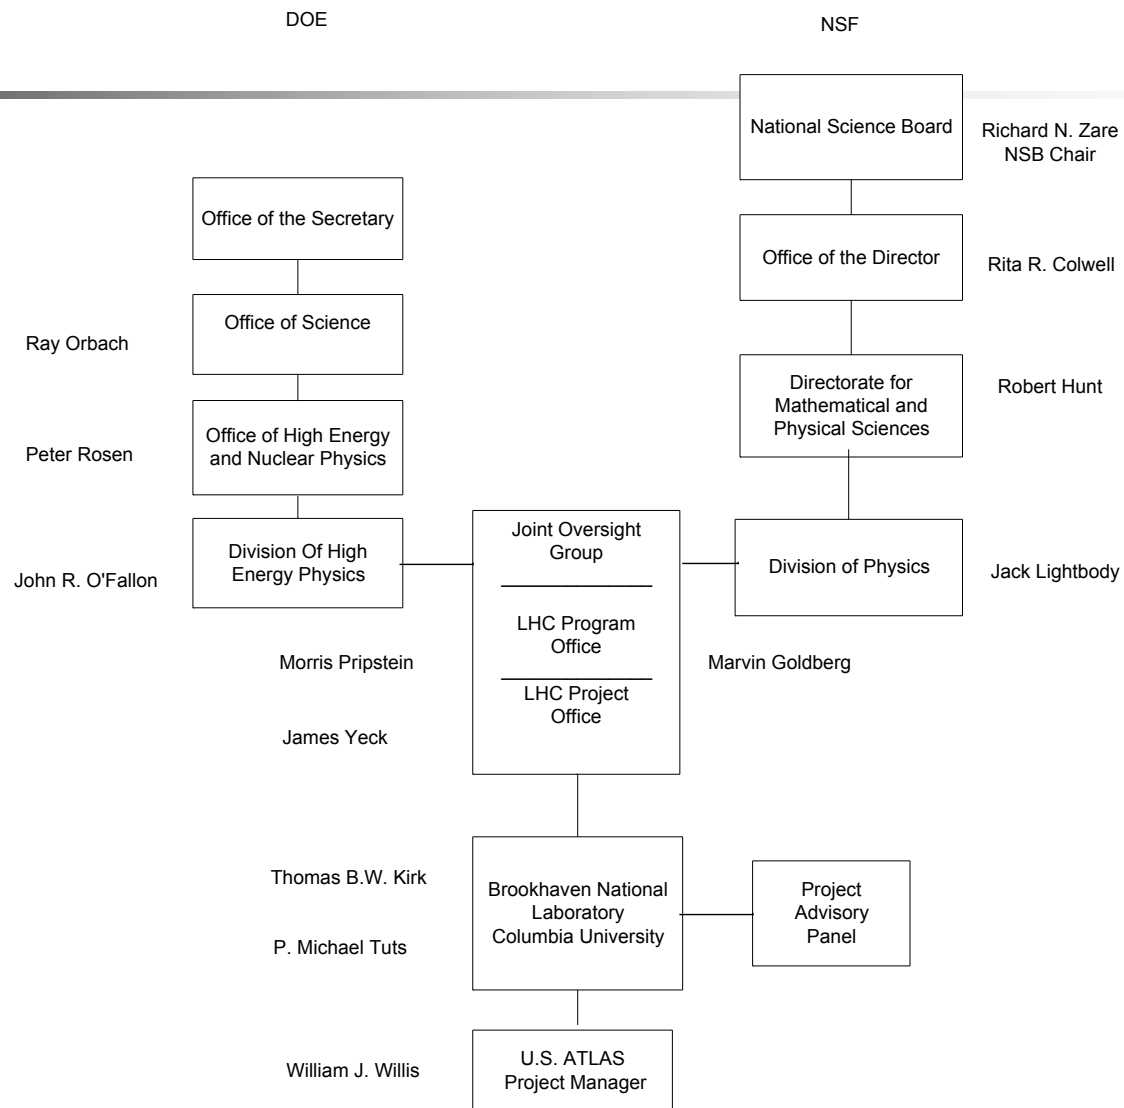 DOE
NSF
National Science Board
Richard N. Zare
NSB Chair
Office of the Secretary
Office of the Director
Rita R. Colwell
Ray Orbach
Office of Science
Directorate for
Mathematical and
Physical Sciences
Robert Hunt
Peter Rosen
Office of High Energy
and Nuclear Physics
John R. O'Fallon
Division Of High
Energy Physics
Joint Oversight
Group
Division of Physics
Jack Lightbody
LHC Program
Office
Morris Pripstein
Marvin Goldberg
LHC Project
Office
James Yeck
Thomas B.W. Kirk
P. Michael Tuts
Brookhaven National
Laboratory
Columbia University
Project
Advisory
Panel
William J. Willis
U.S. ATLAS
Project Manager